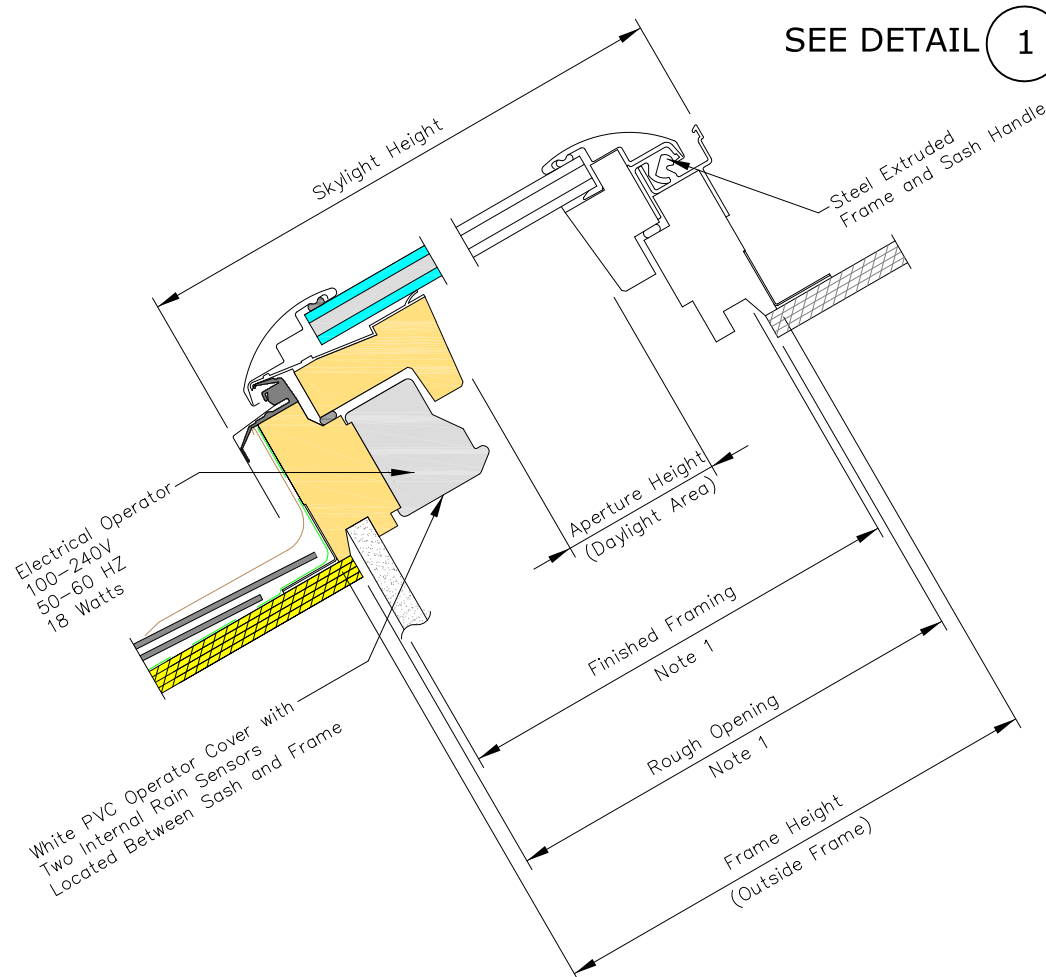 SEE DETAIL 1
Skylight Height
Steel Extruded
Frame and Sash Handle
Electrical Operator
100-240V
50-60 HZ
18 Watts
Aperture Height
(Daylight Area)
Finished Framing
Note 1
Rough Opening
Note 1
White PVC Operator Cover with
Two Internal Rain Sensors
Located Between Sash and Frame
Frame Height
(Outside Frame)